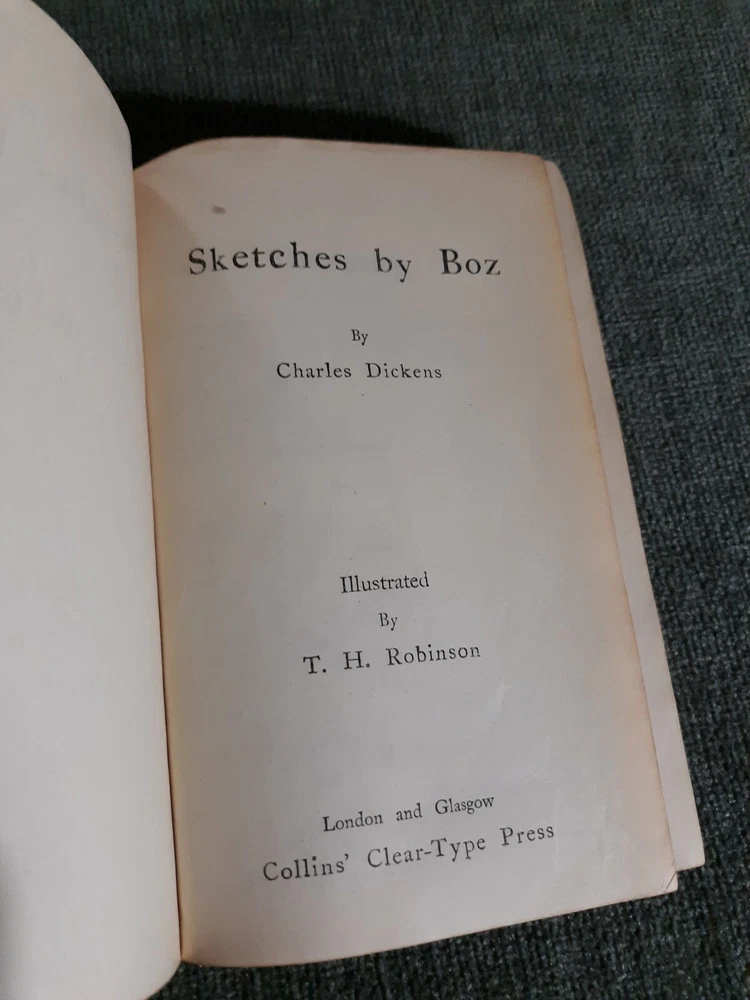 Sketches by Boz
By
Charles Dickens
Illustrated
By
T. H. Robinson
London and Glasgow
Collins' Clear-Type Press